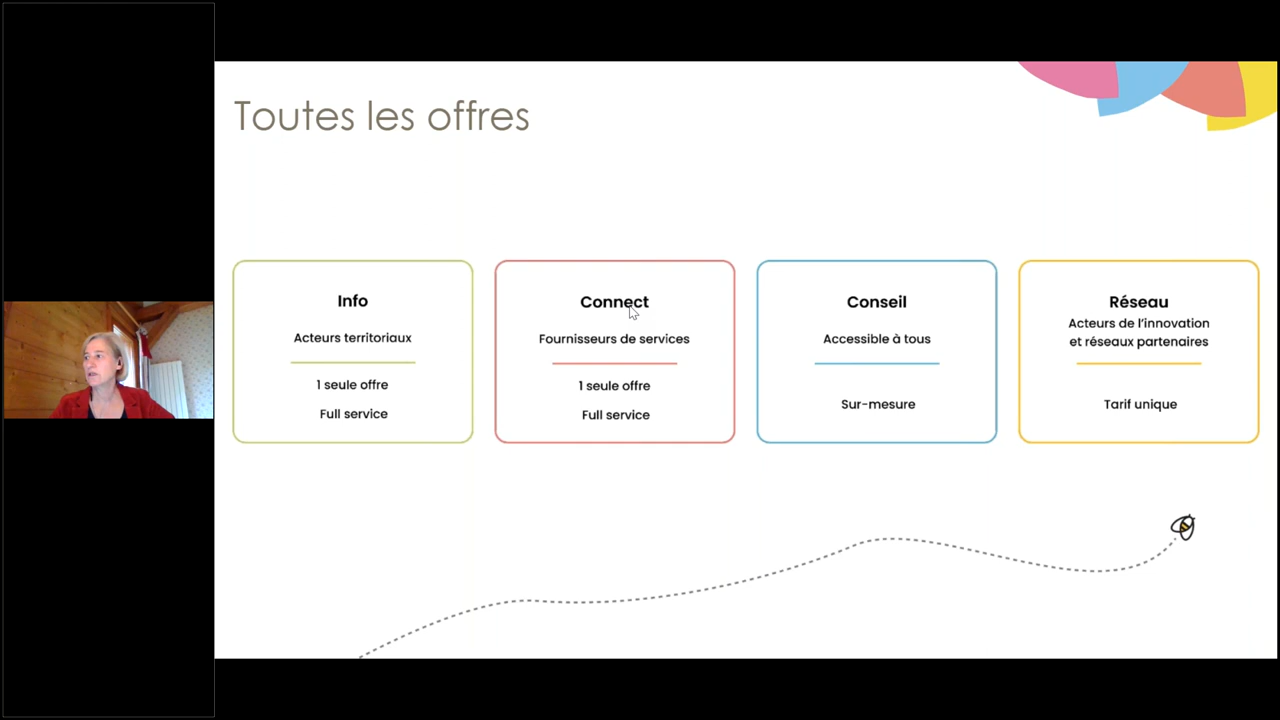 Toutes les offres
Info
Acteurs territoriaux
1 seule offre
Full service
Connect
Fournisseurs de services
1 seule offre
Full service
Conseil
Accessible à tous
Sur-mesure
Réseau
Acteurs de l'innovation
et réseaux partenaires
Tarif unique